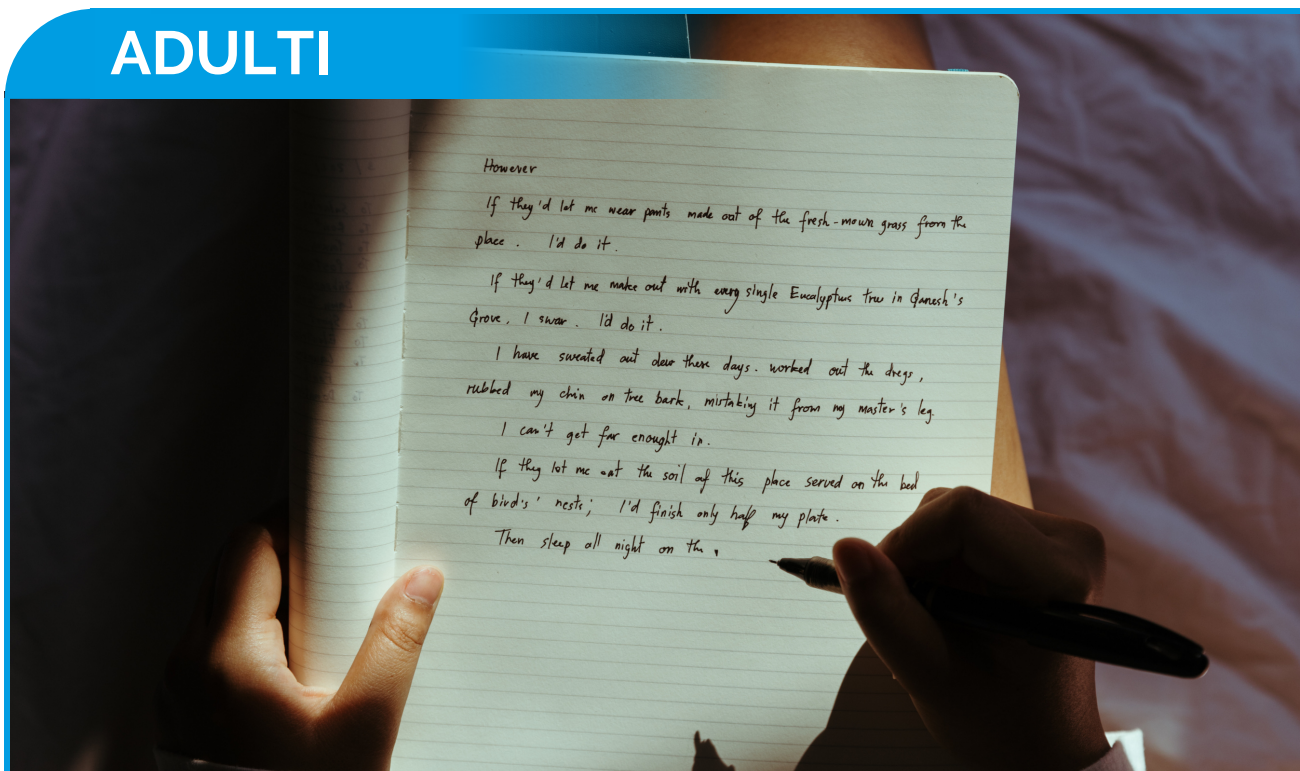 ADULTI
However
If they'd let me wear pants made out of the fresh-mown grass from the
place. I'd do it.
If they'd let me make out with every single Eucalyptus tree in Ganesh's
Grove, I swear. I'd do it.
I have sweated out dew these days. worked out the dregs,
rubbed my chin on tree bark, mistaking it from my master's leg.
I can't get far enought in.
If they let me eat the soil of this place served on the bed
of bird's' nests; I'd finish only half my plate.
Then sleep all night on the